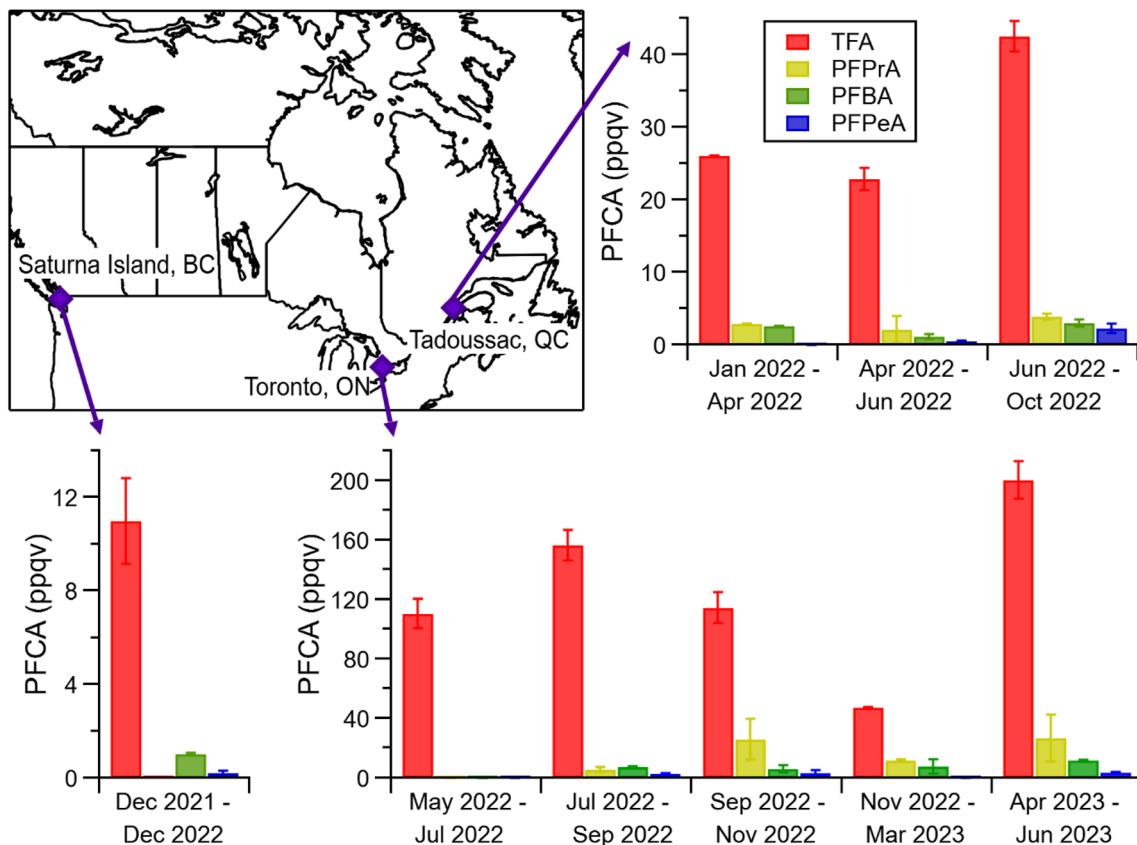 Saturna Island, BC
Toronto, ON
Tadoussac, QC
PFCA (ppqv)
40
30
20
10
0
TFA
PFPrA
PFBA
PFPeA
Jan 2022 -
Apr 2022
Apr 2022 -
Jun 2022
Jun 2022 -
Oct 2022
PFCA (ppqv)
12
8
4
0
Dec 2021 -
Dec 2022
PFCA (ppqv)
200
160
120
80
40
0
May 2022 -
Jul 2022
Jul 2022 -
Sep 2022
Sep 2022 -
Nov 2022
Nov 2022 -
Mar 2023
Apr 2023 -
Jun 2023